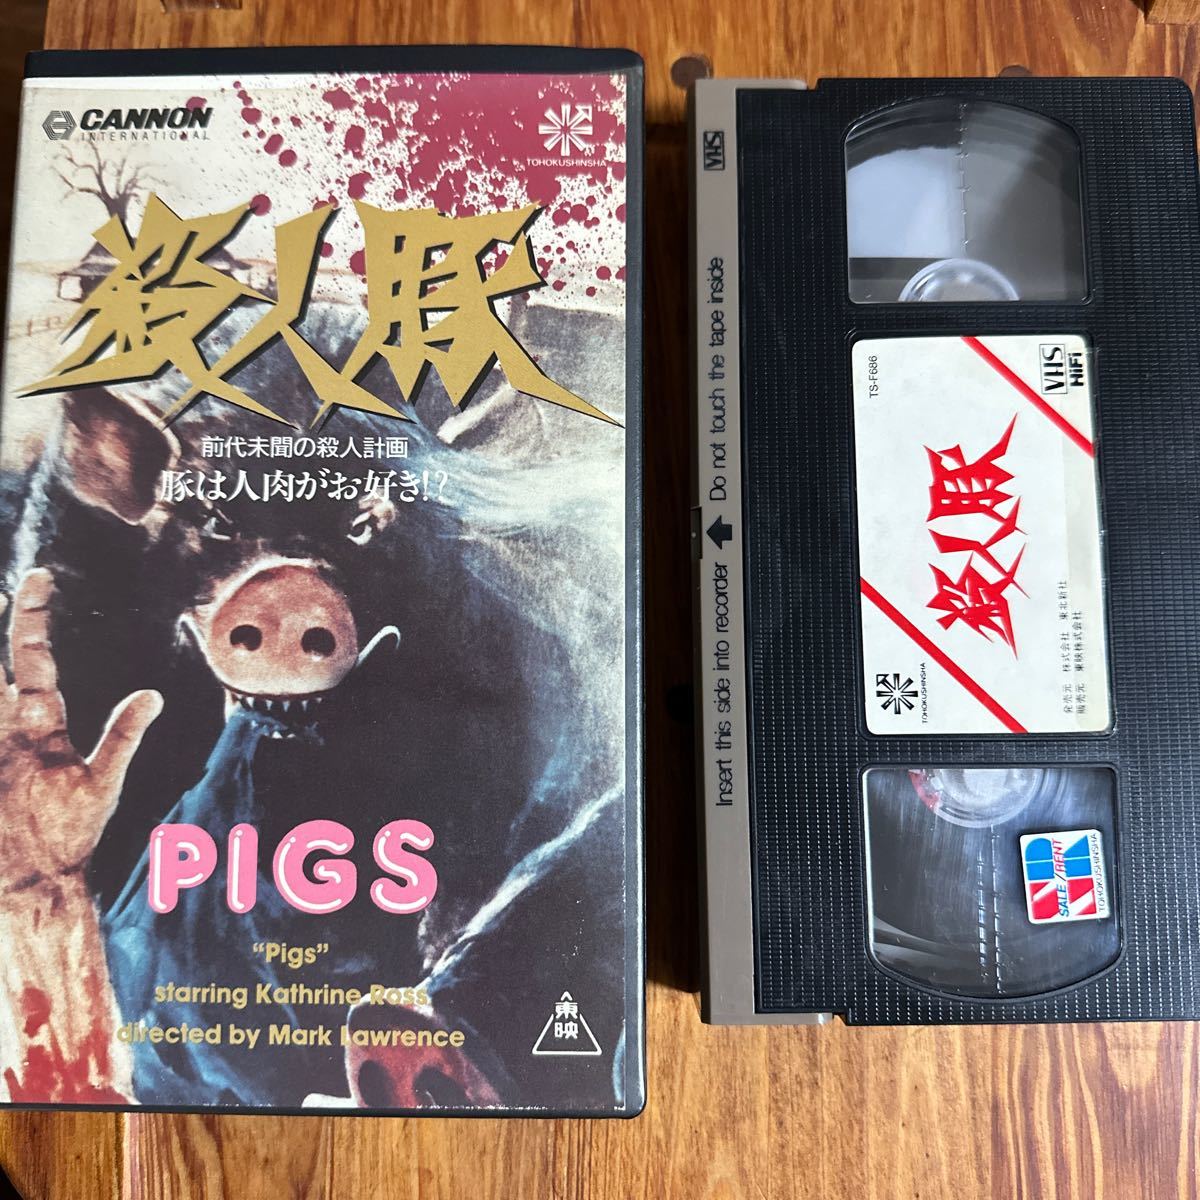 CANNON
INTERNATIONAL
TOHOKUSHINSHA
殺人豚
前代未聞の殺人計画
豚は人肉がお好き!?
PIGS
“Pigs”
starring Kathrine Ross
directed by Mark Lawrence
東映
VHS
Insert this side into recorder Do not touch the tape inside
TS-F686
VHS
HiFi
殺人豚
発売元 株式会社 東北新社
販売元 東映株式会社
TOHOKUSHINSHA
SALE/RENT
TOHOKUSHINSHA